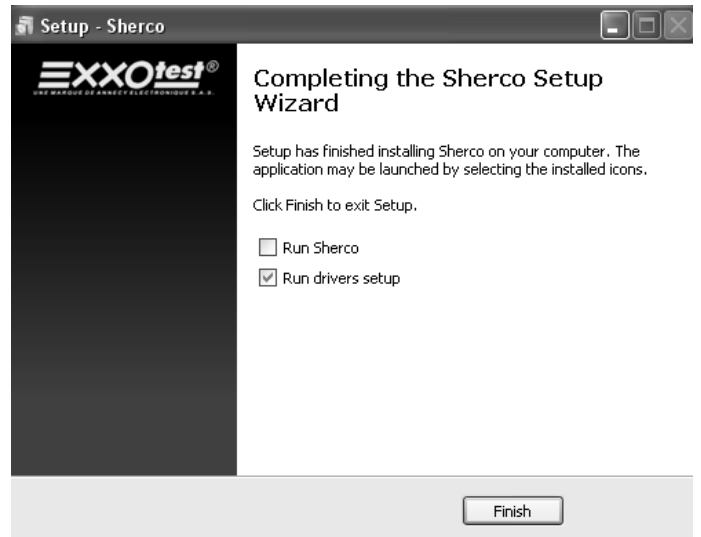 Setup - Sherco
EXXOtest®
UNE MARQUE DE ANNECY ELECTRONIQUE S.A.S.
Completing the Sherco Setup
Wizard
Setup has finished installing Sherco on your computer. The
application may be launched by selecting the installed icons.
Click Finish to exit Setup.
Run Sherco
Run drivers setup
Finish